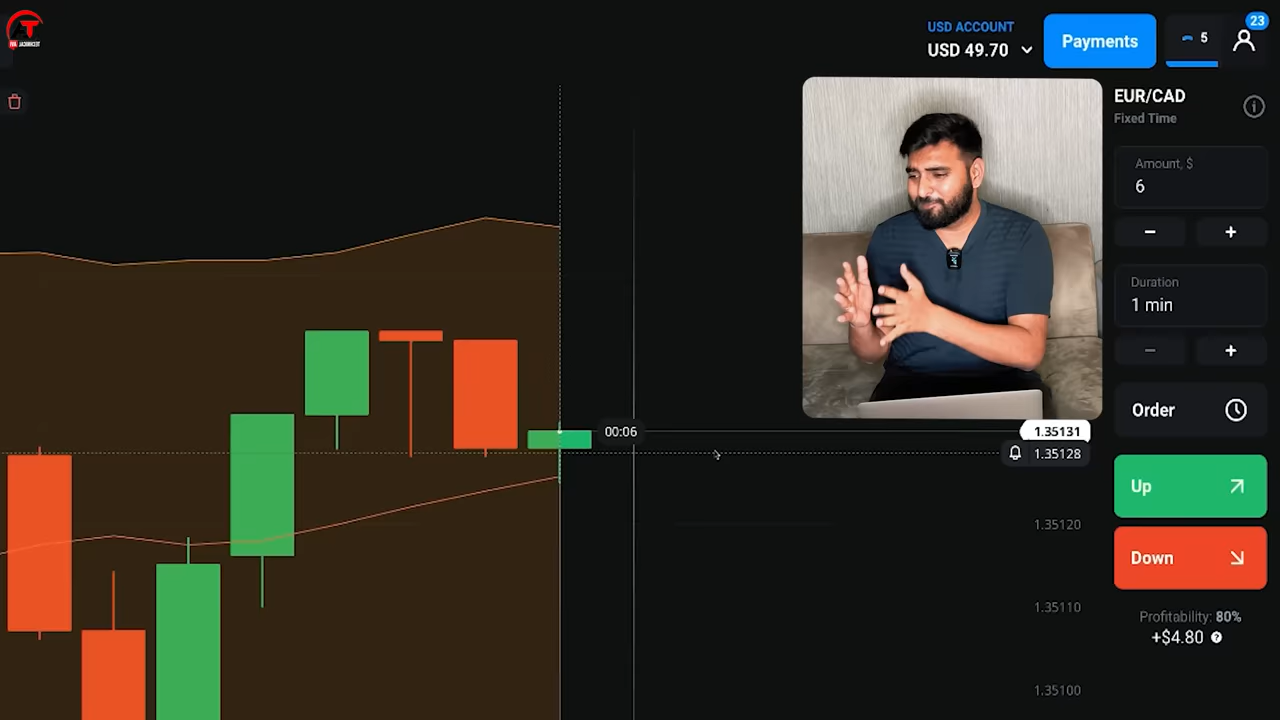 USD ACCOUNT
USD 49.70
Payments
5
23
EUR/CAD
Fixed Time
Amount, $
6
−
+
Duration
1 min
−
+
Order
00:06
1.35131
1.35128
Up
1.35120
Down
1.35110
Profitability: 80%
+$4.80 ?
1.35100